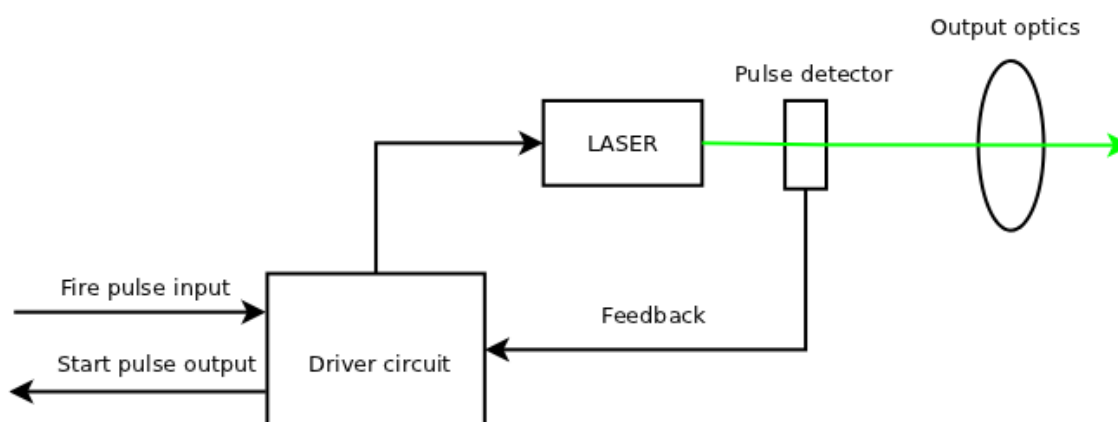 Output optics
Pulse detector
LASER
Fire pulse input
Feedback
Start pulse output
Driver circuit